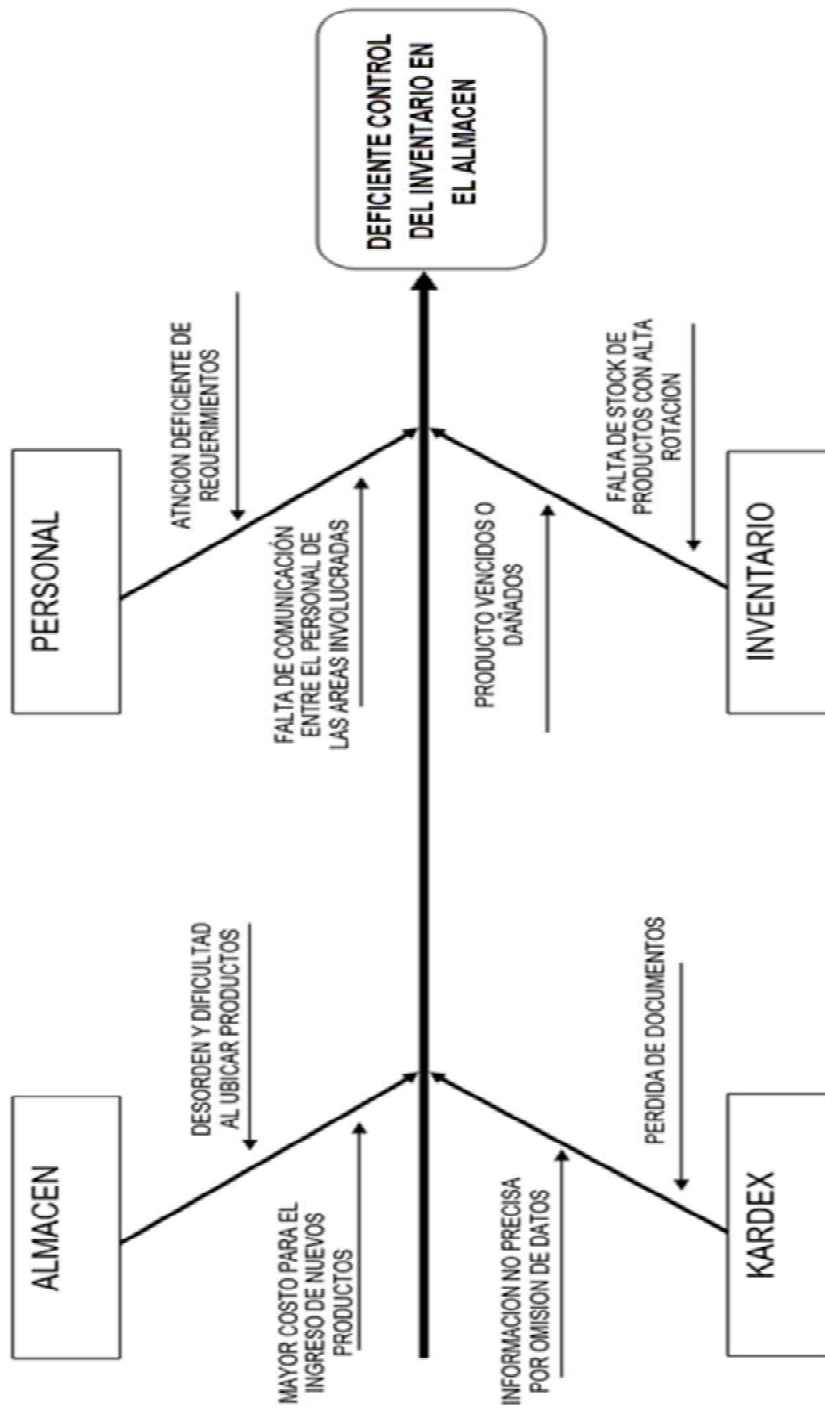 ALMACEN
PERSONAL
DESORDEN Y DIFICULTAD
AL UBICAR PRODUCTOS
ATNCION DEFICIENTE DE
REQUERIMIENTOS
MAYOR COSTO PARA EL
INGRESO DE NUEVOS
PRODUCTOS
FALTA DE COMUNICACIÓN
ENTRE EL PERSONAL DE
LAS AREAS INVOLUCRADAS
DEFICIENTE CONTROL
DEL INVENTARIO EN
EL ALMACEN
INFORMACION NO PRECISA
POR OMISION DE DATOS
PRODUCTO VENCIDOS O
DAÑADOS
PERDIDA DE DOCUMENTOS
FALTA DE STOCK DE
PRODUCTOS CON ALTA
ROTACION
KARDEX
INVENTARIO